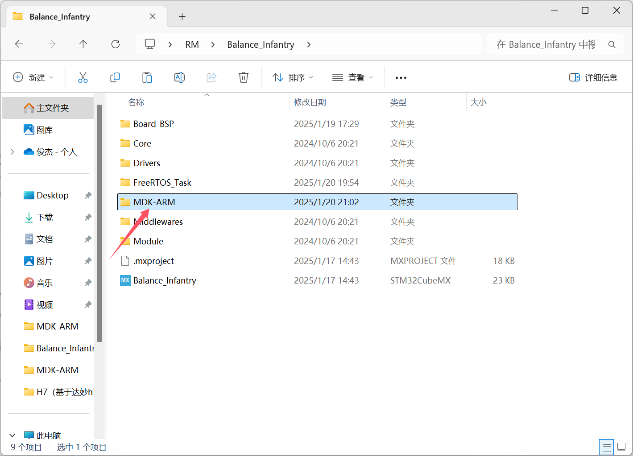 Balance_Infantry
RM
Balance_Infantry
在 Balance_Infantry 中搜
新建
排序
查看
详细信息
主文件夹
图库
俊杰 - 个人
Desktop
下载
文档
图片
音乐
视频
MDK_ARM
Balance_Infantr
MDK-ARM
H7（基于达妙h
此电脑
名称
修改日期
类型
大小
Board_BSP
2025/1/19 17:29
文件夹
Core
2024/10/6 20:21
文件夹
Drivers
2024/10/6 20:21
文件夹
FreeRTOS_Task
2025/1/20 19:54
文件夹
MDK-ARM
2025/1/20 21:02
文件夹
Middlewares
2024/10/6 20:21
文件夹
Module
2024/10/6 20:21
文件夹
.mxproject
2025/1/17 14:43
MXPROJECT 文件
18 KB
MX
Balance_Infantry
2025/1/17 14:43
STM32CubeMX
23 KB
9 个项目
选中 1 个项目